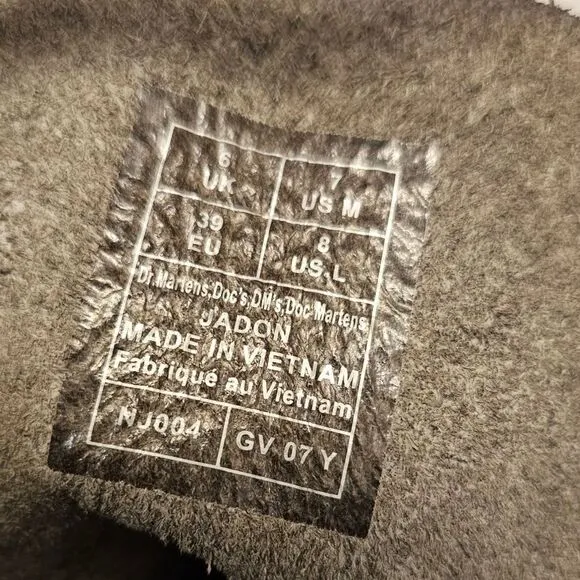 6 7
UK US M
39 8
EU US L
Dr.Martens,Doc's,DM's,Doc Martens
JADON
MADE IN VIETNAM
Fabriqué au Vietnam
NJ004 GV 07 Y